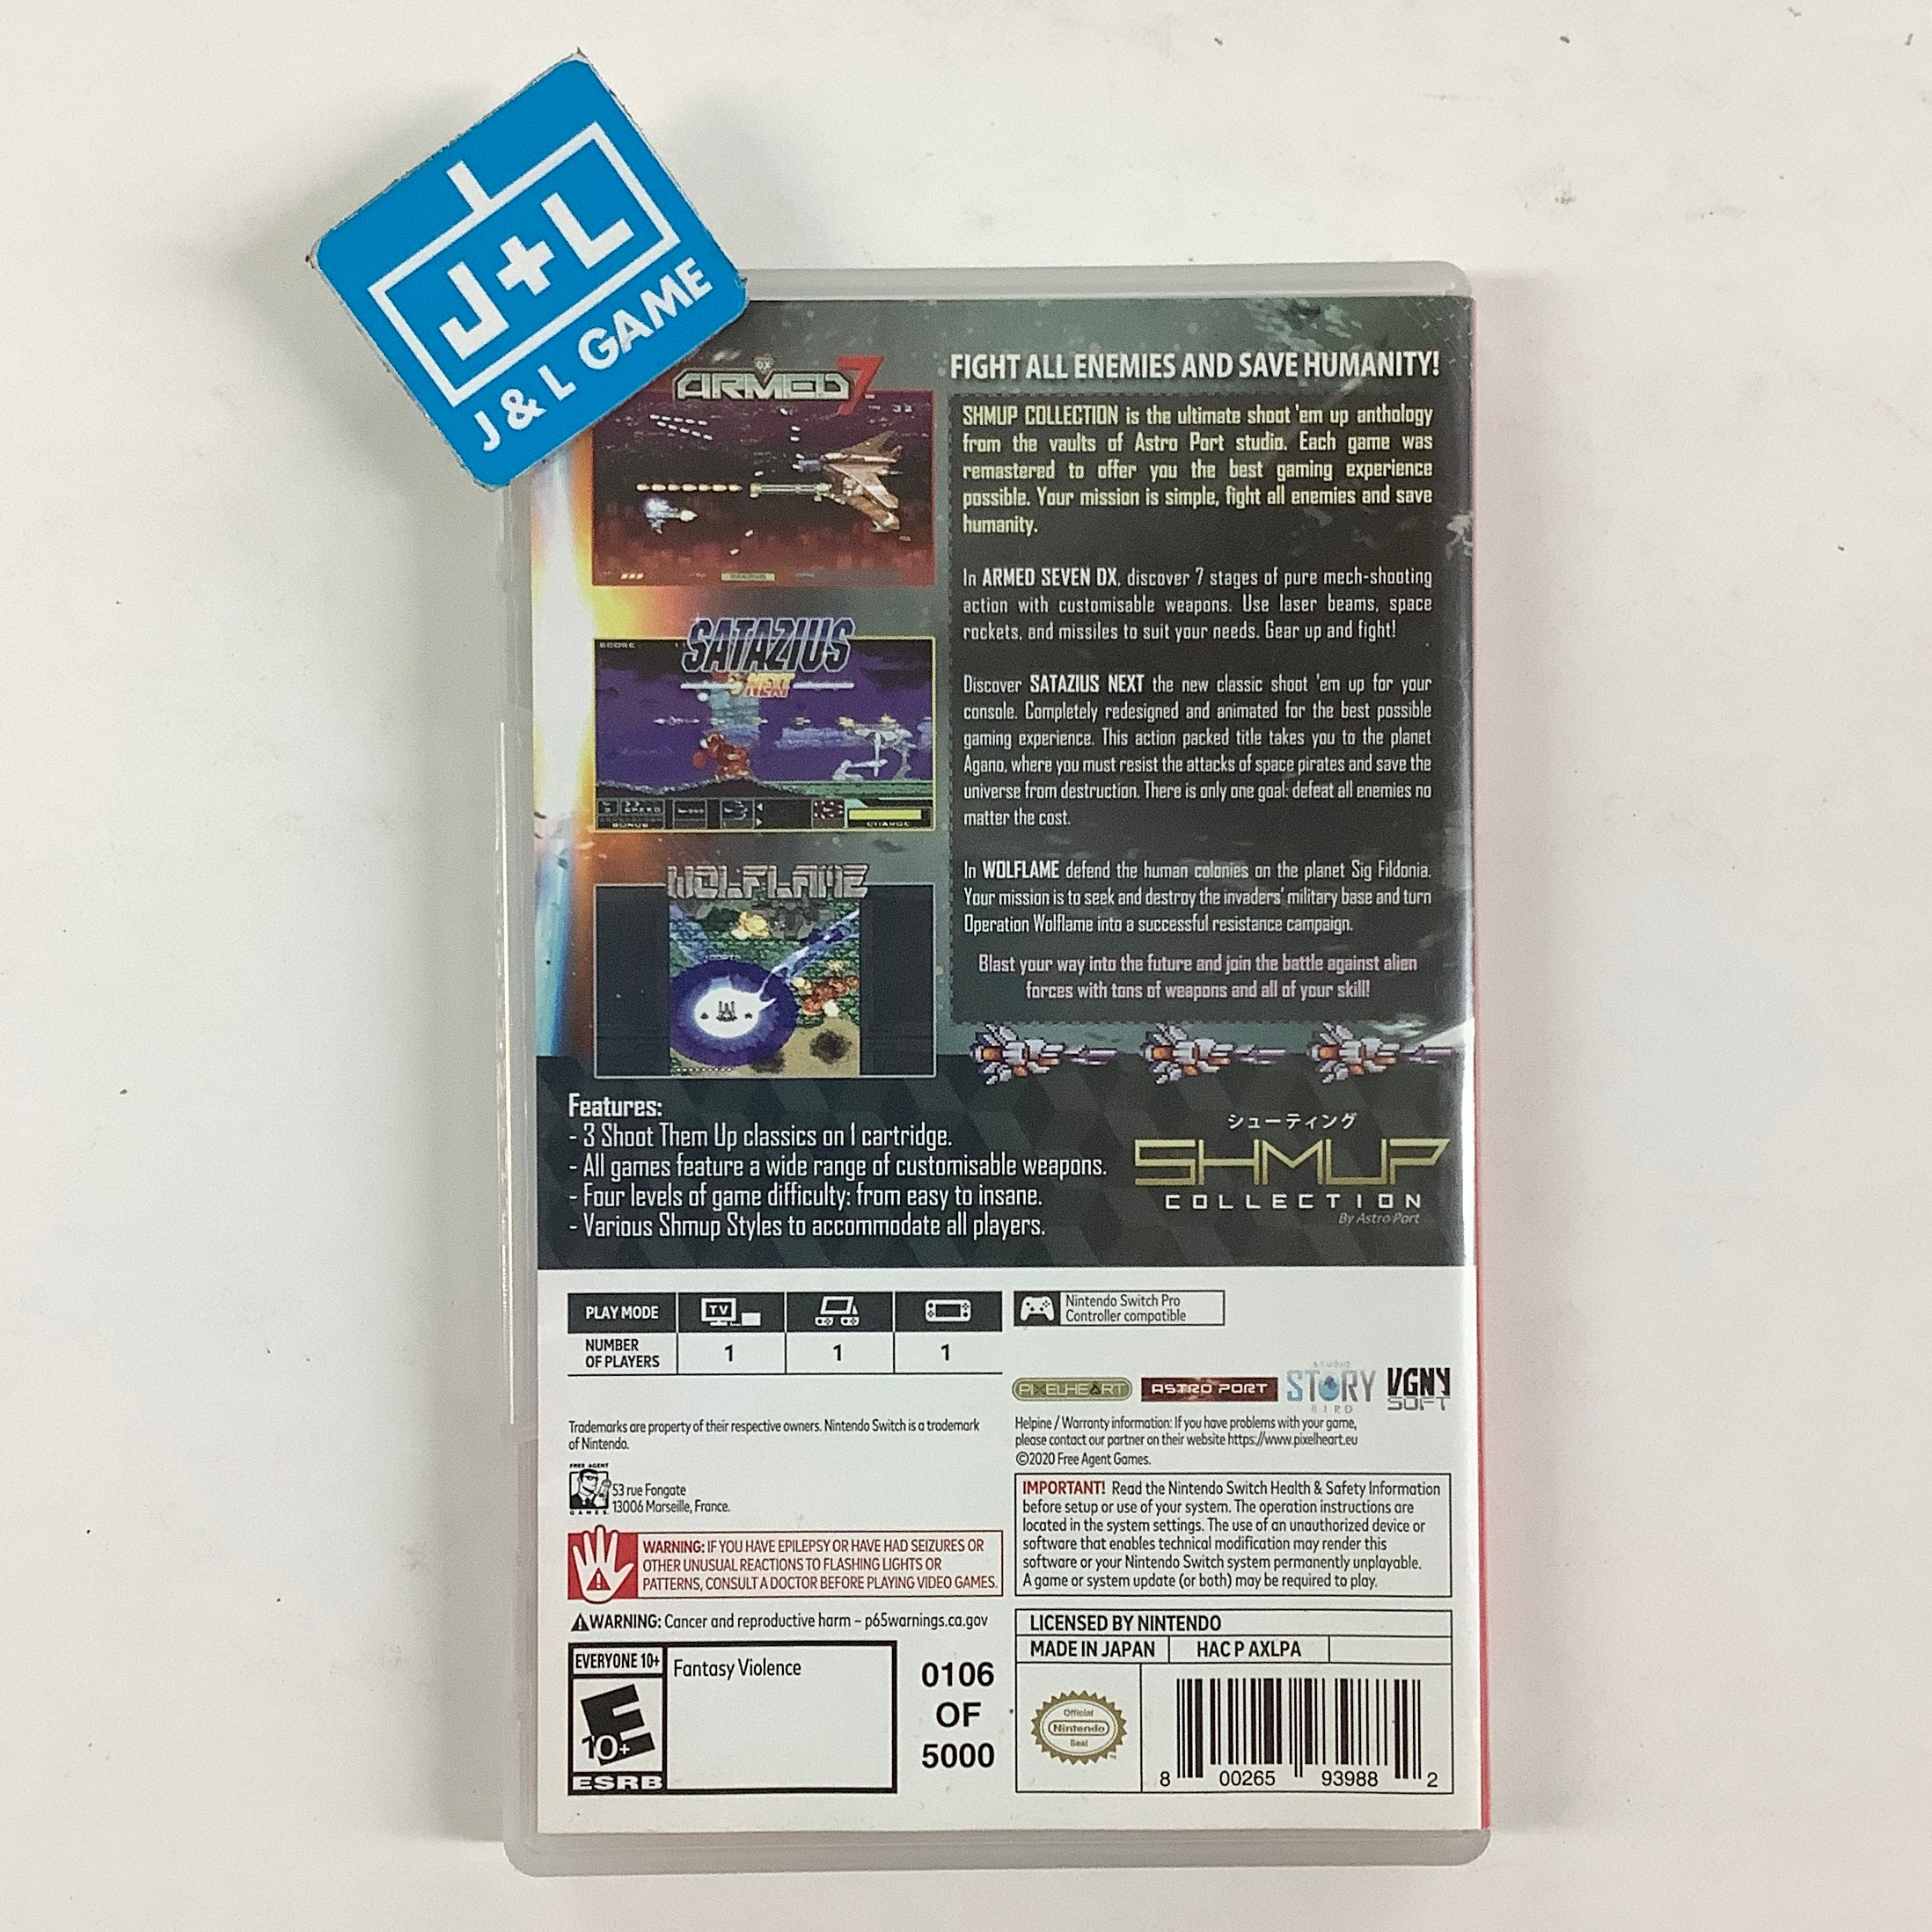 J+L
J & L GAME
ARMED 7
DX
FIGHT ALL ENEMIES AND SAVE HUMANITY!
SHMUP COLLECTION is the ultimate shoot 'em up anthology
from the vaults of Astro Port studio. Each game was
remastered to offer you the best gaming experience
possible. Your mission is simple, fight all enemies and save
humanity.
In ARMED SEVEN DX, discover 7 stages of pure mech-shooting
action with customisable weapons. Use laser beams, space
rockets, and missiles to suit your needs. Gear up and fight!
SCORE
SATAZIUS
NEXT
CHARGE
Discover SATAZIUS NEXT the new classic shoot 'em up for your
console. Completely redesigned and animated for the best possible
gaming experience. This action packed title takes you to the planet
Agano, where you must resist the attacks of space pirates and save the
universe from destruction. There is only one goal: defeat all enemies no
matter the cost.
WOLFLAME
In WOLFLAME defend the human colonies on the planet Sig Fildonia.
Your mission is to seek and destroy the invaders' military base and turn
Operation Wolflame into a successful resistance campaign.
Blast your way into the future and join the battle against alien
forces with tons of weapons and all of your skill!
Features:
- 3 Shoot Them Up classics on 1 cartridge.
- All games feature a wide range of customisable weapons.
- Four levels of game difficulty: from easy to insane.
- Various Shmup Styles to accommodate all players.
シューティング
SHMUP
COLLECTION
By Astro Port
PLAY MODE
TV
NUMBER
OF PLAYERS
1 1 1
Nintendo Switch Pro
Controller compatible
PIXELHEART
ASTRO PORT
STUDIO
STORY
BIRD
VGNY
SOFT
Trademarks are property of their respective owners. Nintendo Switch is a trademark
of Nintendo.
Helpine / Warranty information: If you have problems with your game,
please contact our partner on their website https://www.pixelheart.eu
©2020 Free Agent Games.
FREE AGENT
GAMES
53 rue Fongate
13006 Marseille, France.
IMPORTANT! Read the Nintendo Switch Health & Safety Information
before setup or use of your system. The operation instructions are
located in the system settings. The use of an unauthorized device or
software that enables technical modification may render this
software or your Nintendo Switch system permanently unplayable.
A game or system update (or both) may be required to play.
WARNING: IF YOU HAVE EPILEPSY OR HAVE HAD SEIZURES OR
OTHER UNUSUAL REACTIONS TO FLASHING LIGHTS OR
PATTERNS, CONSULT A DOCTOR BEFORE PLAYING VIDEO GAMES.
WARNING: Cancer and reproductive harm – p65warnings.ca.gov
EVERYONE 10+
Fantasy Violence
E
10+
ESRB
0106
OF
5000
LICENSED BY NINTENDO
MADE IN JAPAN
HAC P AXLPA
Official
Nintendo
Seal
8 00265 93988 2